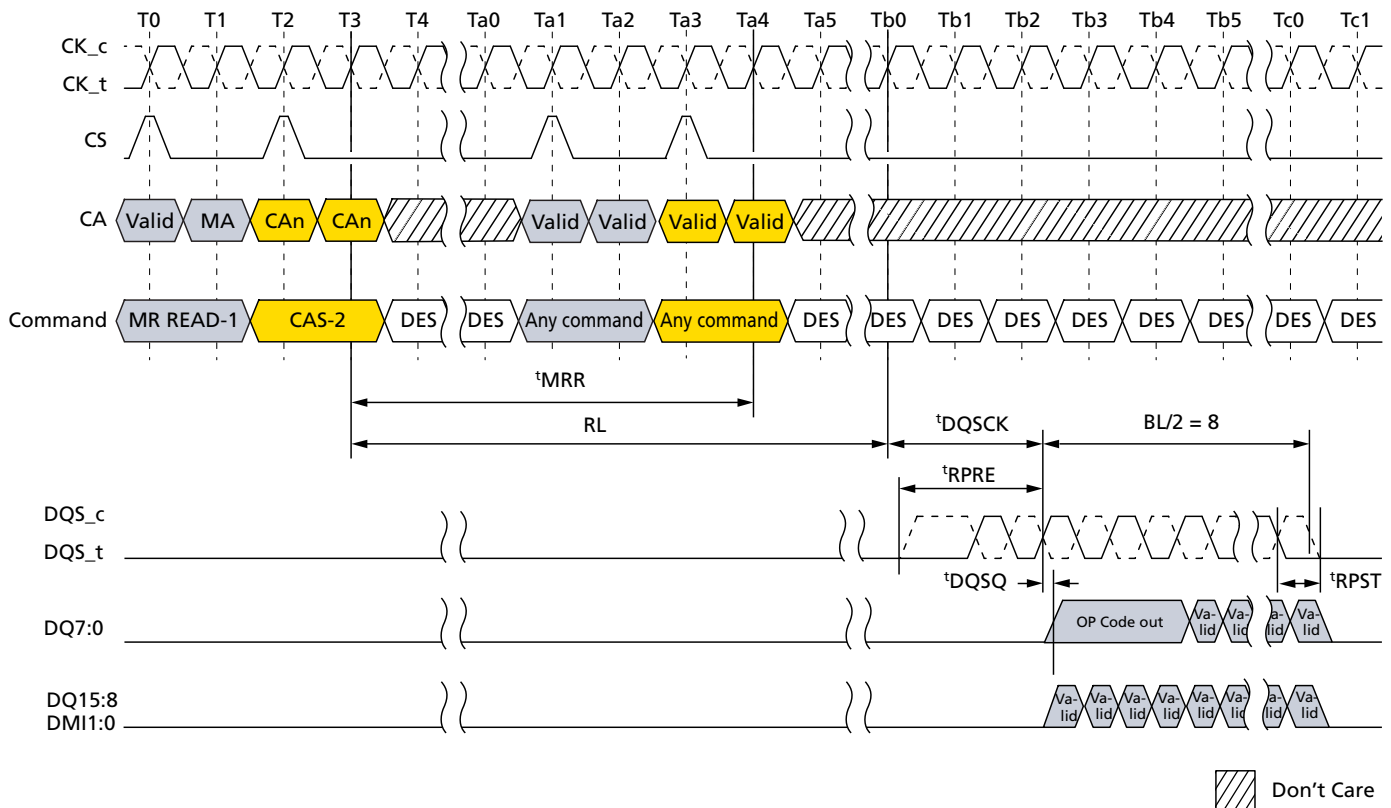 T0 T1 T2 T3 T4 Ta0 Ta1 Ta2 Ta3 Ta4 Ta5 Tb0 Tb1 Tb2 Tb3 Tb4 Tb5 Tc0 Tc1
CK_c
CK_t
CS
CA Valid MA CAn CAn Valid Valid Valid Valid
Command MR READ-1 CAS-2 DES DES Any command Any command DES DES DES DES DES DES DES DES DES
tMRR
RL tDQSCK BL/2 = 8
tRPRE
DQS_c
DQS_t
tDQSQ tRPST
DQ7:0 OP Code out Va-lid Va-lid a-lid Va-lid
DQ15:8
DMI1:0 Va-lid Va-lid Va-lid Va-lid Va-lid Va-lid a-lid Va-lid
Don't Care